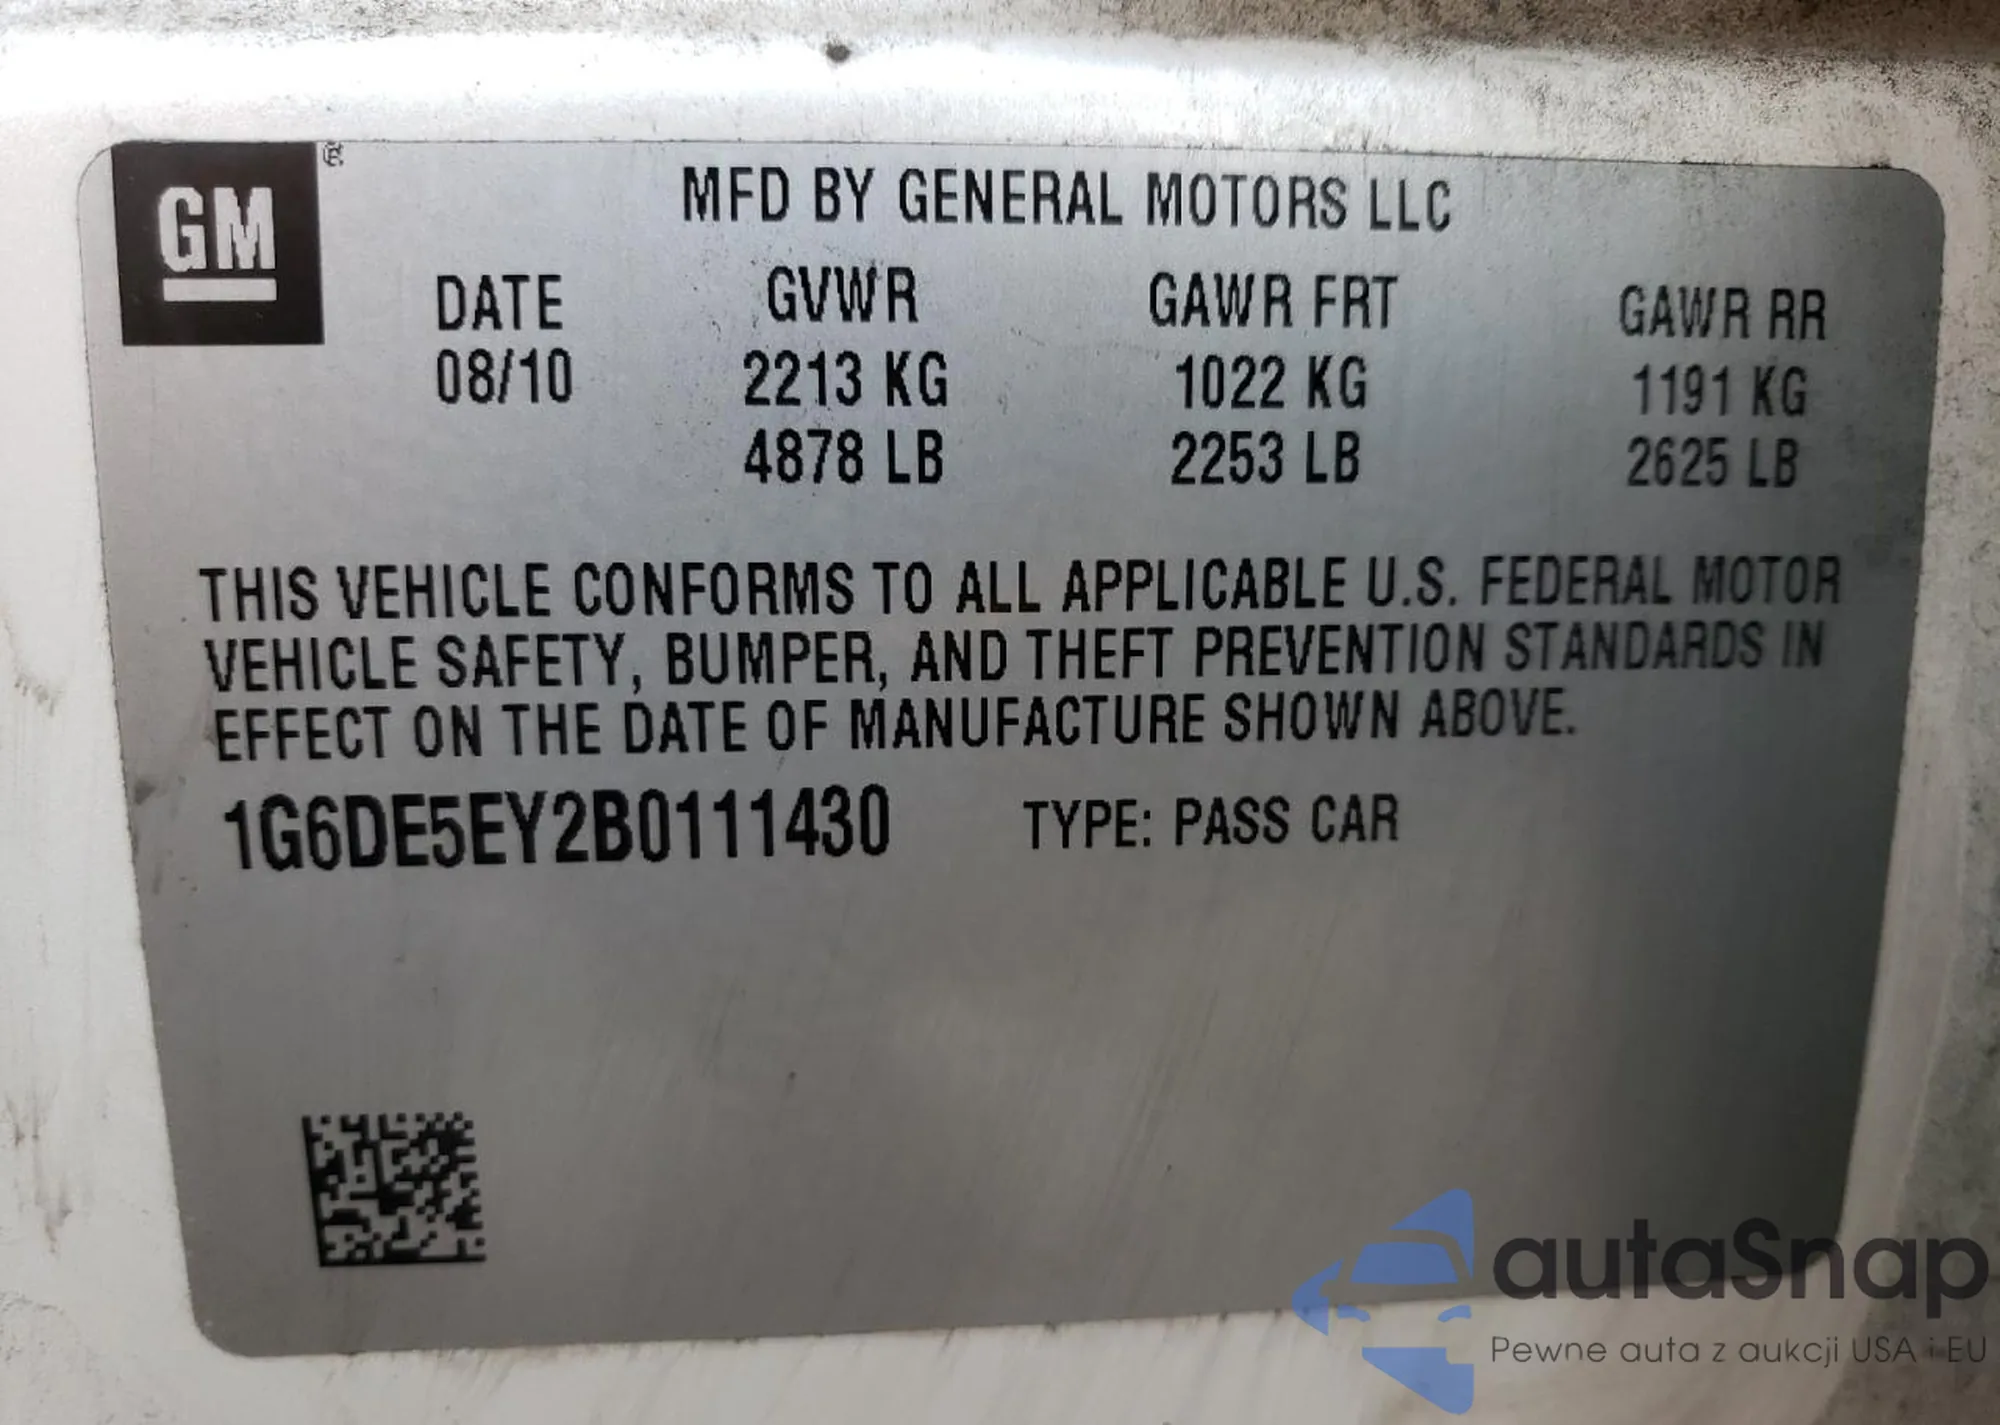 GM ®
MFD BY GENERAL MOTORS LLC
DATE GVWR GAWR FRT GAWR RR
08/10 2213 KG 1022 KG 1191 KG
4878 LB 2253 LB 2625 LB
THIS VEHICLE CONFORMS TO ALL APPLICABLE U.S. FEDERAL MOTOR
VEHICLE SAFETY, BUMPER, AND THEFT PREVENTION STANDARDS IN
EFFECT ON THE DATE OF MANUFACTURE SHOWN ABOVE.
1G6DE5EY2B0111430 TYPE: PASS CAR
autaSnap
Pewne auta z aukcji USA i EU